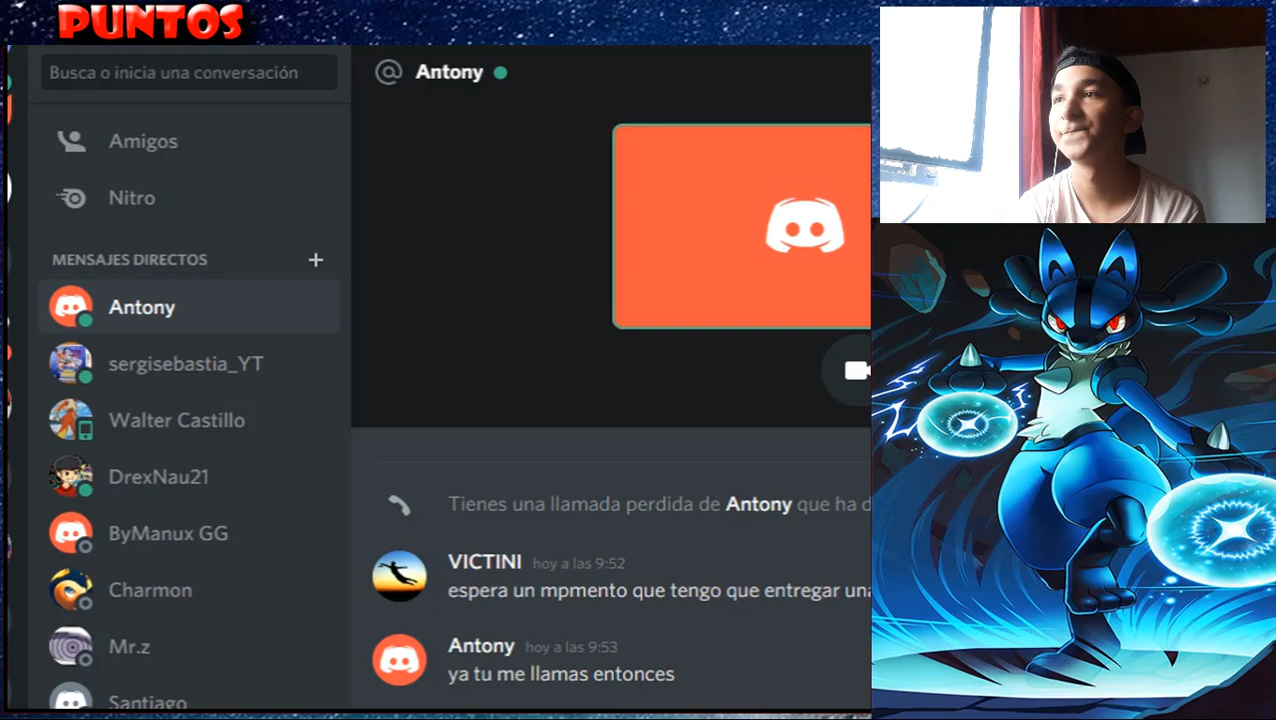 PUNTOS
Busca o inicia una conversación
Antony
Amigos
Nitro
MENSAJES DIRECTOS
Antony
sergisebastia_YT
Walter Castillo
DrexNau21
ByManux GG
Charmon
Mr.z
Santiago
Tienes una llamada perdida de Antony que ha d
VICTINI hoy a las 9:52
espera un mpmento que tengo que entregar una
Antony hoy a las 9:53
ya tu me llamas entonces